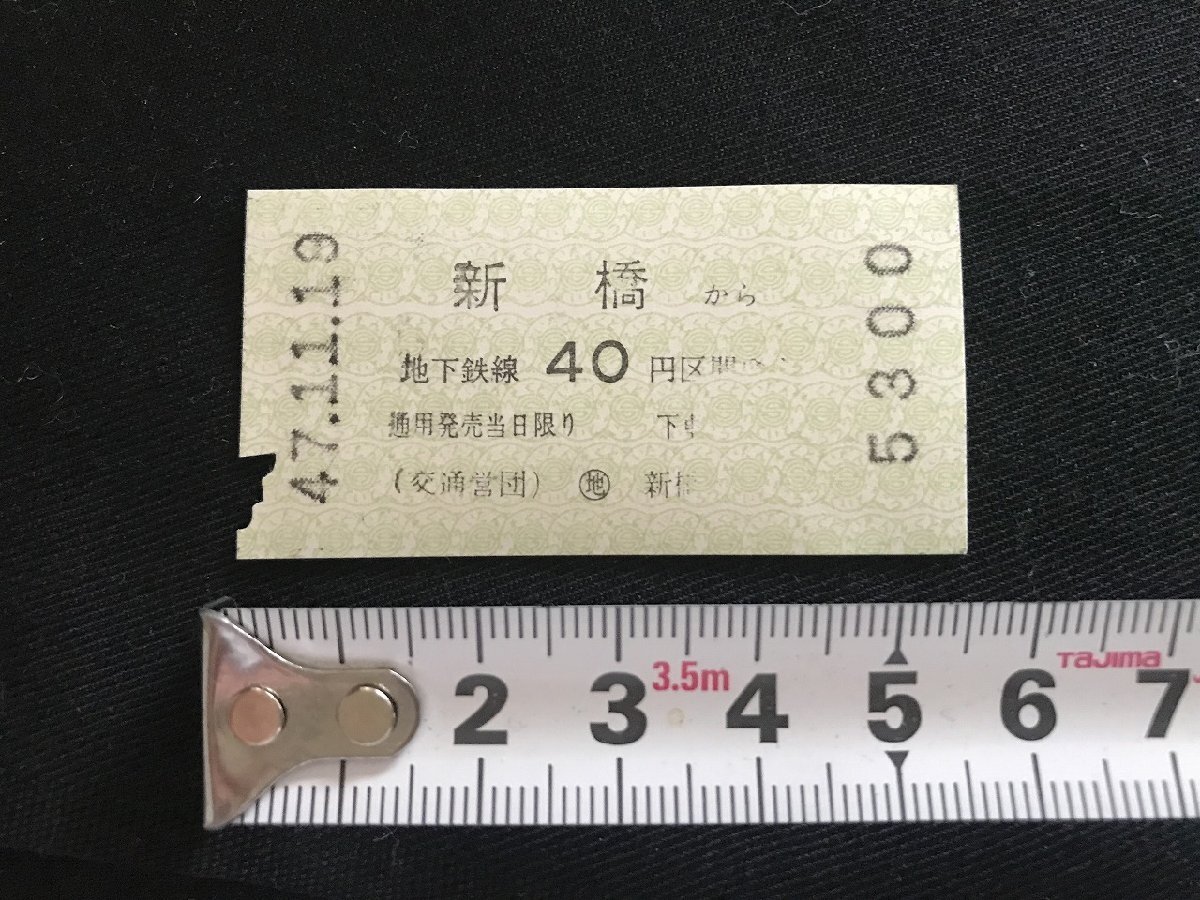 47.11.19
新橋から
地下鉄線 40 円区
通用発売当日限り 下
(交通営団) ㊞地 新
5300
3.5m
Tajima
2 3 4 5 6 7